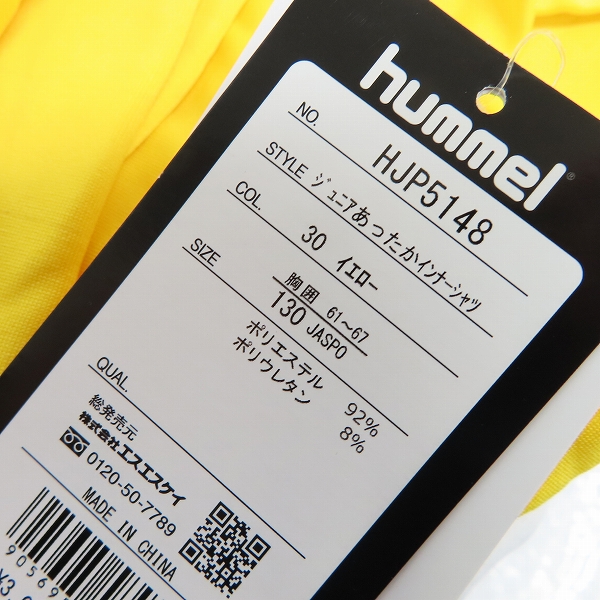 hummel
NO. HJP5148
STYLE ジュニアあったかインナーシャツ
COL. 30 イエロー
SIZE 胸囲 61～67
130 JASPO
QUAL. ポリエステル 92%
ポリウレタン 8%
総発売元
株式会社エスエスケイ
0120-50-7789
MADE IN CHINA
90569
¥3